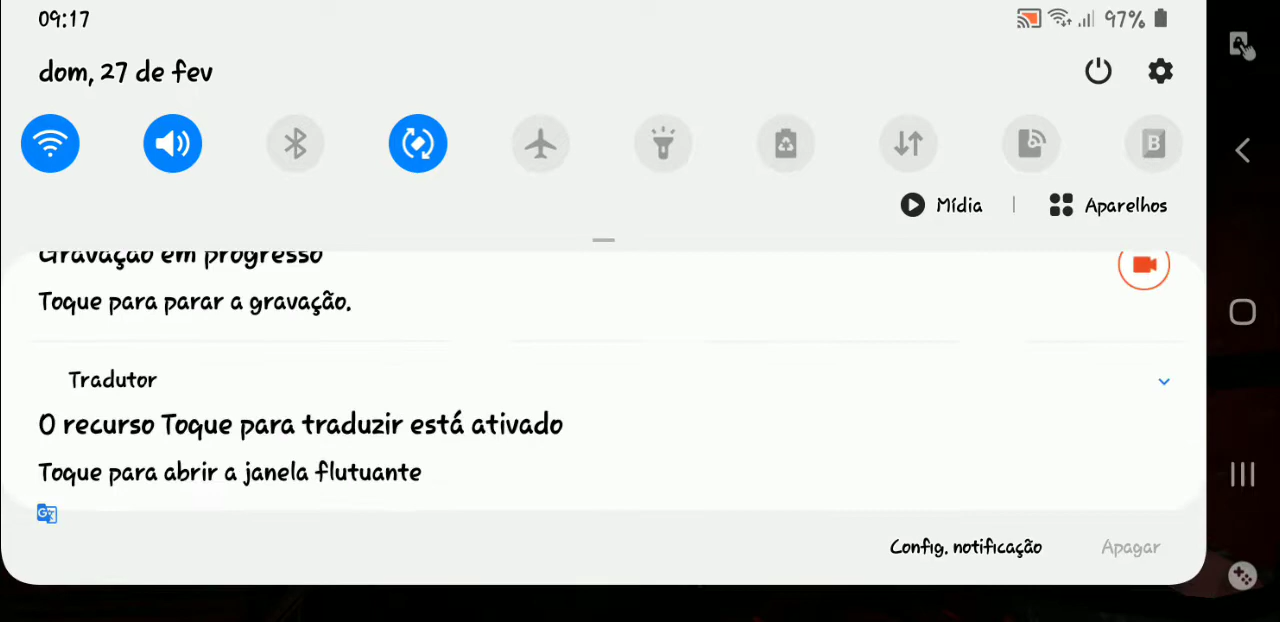 09:17
97%
dom, 27 de fev
B
Mídia
Aparelhos
Gravação em progresso
Toque para parar a gravação.
Tradutor
O recurso Toque para traduzir está ativado
Toque para abrir a janela flutuante
G
Config. notificação
Apagar